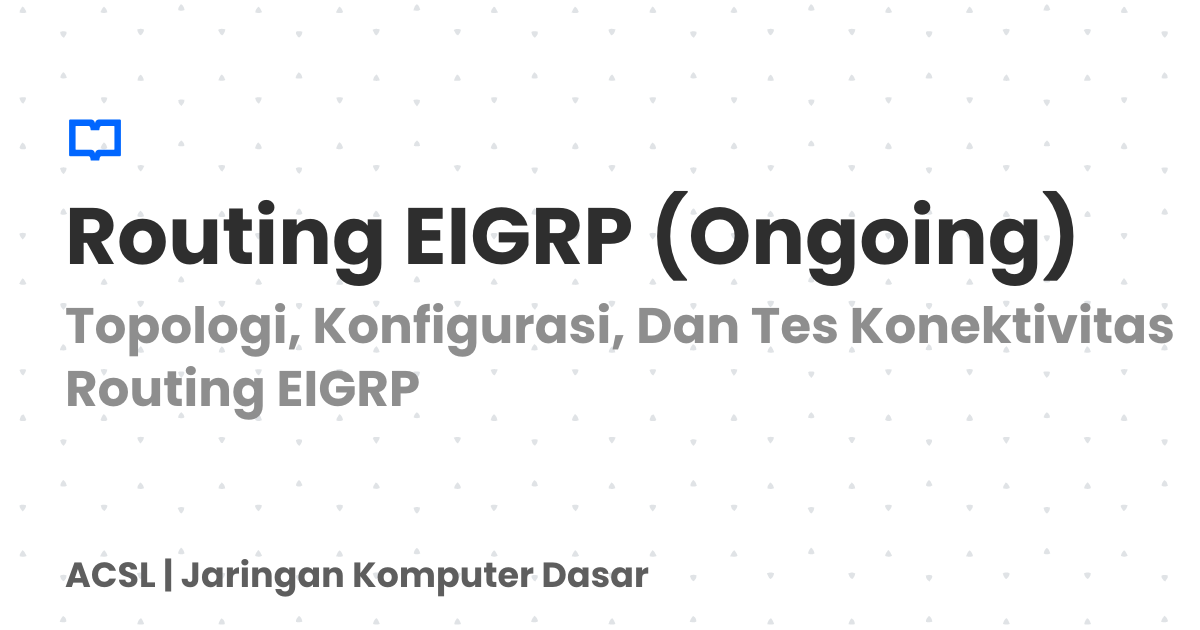 Routing EIGRP (Ongoing)
Topologi, Konfigurasi, Dan Tes Konektivitas
Routing EIGRP
ACSL | Jaringan Komputer Dasar